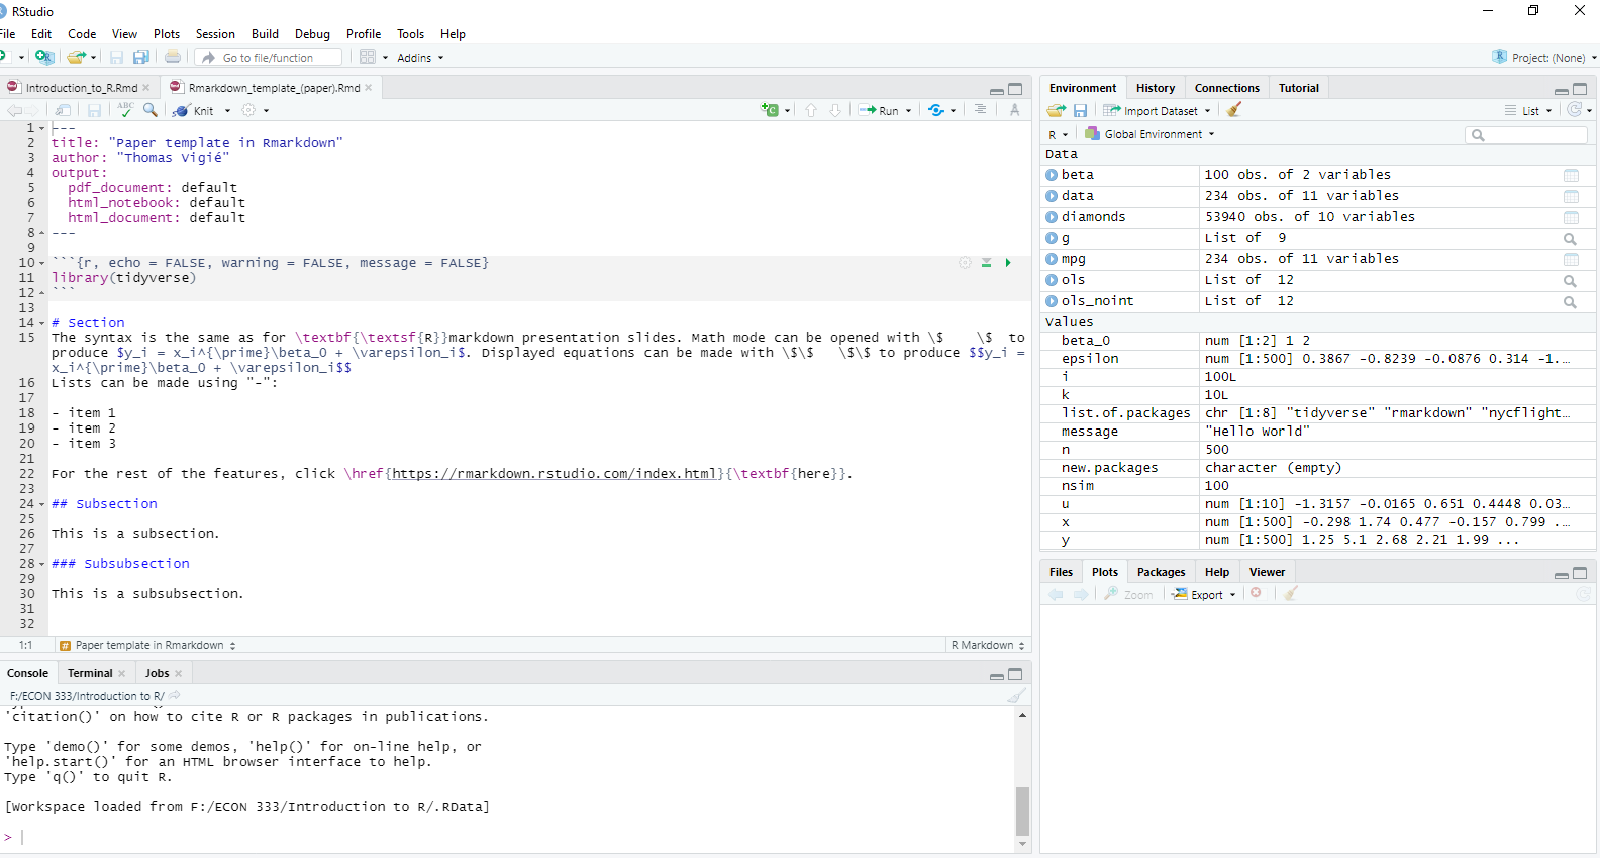 RStudio
File Edit Code View Plots Session Build Debug Profile Tools Help
Go to file/function Addins Project: (None)
Introduction_to_R.Rmd Rmarkdown_template_(paper).Rmd
ABC Knit Run
1 ---
2 title: "Paper template in Rmarkdown"
3 author: "Thomas Vigié"
4 output:
5 pdf_document: default
6 html_notebook: default
7 html_document: default
8 ---
9
10 ```{r, echo = FALSE, warning = FALSE, message = FALSE}
11 library(tidyverse)
12 ```
13
14 # Section
15 The syntax is the same as for \textbf{\textsf{R}}markdown presentation slides. Math mode can be opened with \$ \$ to
produce $y_i = x_i^{\prime}\beta_0 + \varepsilon_i$. Displayed equations can be made with \$\$ \$\$ to produce $$y_i =
x_i^{\prime}\beta_0 + \varepsilon_i$$
16 Lists can be made using "-":
17
18 - item 1
19 - item 2
20 - item 3
21
22 For the rest of the features, click \href{https://rmarkdown.rstudio.com/index.html}{\textbf{here}}.
23
24 ## Subsection
25
26 This is a subsection.
27
28 ### Subsubsection
29
30 This is a subsubsection.
31
32
1:1 # Paper template in Rmarkdown R Markdown
Console Terminal Jobs
F:/ECON 333/Introduction to R/
'citation()' on how to cite R or R packages in publications.
Type 'demo()' for some demos, 'help()' for on-line help, or
'help.start()' for an HTML browser interface to help.
Type 'q()' to quit R.
[Workspace loaded from F:/ECON 333/Introduction to R/.RData]
>
Environment History Connections Tutorial
Import Dataset List
R Global Environment
Data
beta 100 obs. of 2 variables
data 234 obs. of 11 variables
diamonds 53940 obs. of 10 variables
g List of 9
mpg 234 obs. of 11 variables
ols List of 12
ols_noint List of 12
Values
beta_0 num [1:2] 1 2
epsilon num [1:500] 0.3867 -0.8239 -0.0876 0.314 -1.…
i 100L
k 10L
list.of.packages chr [1:8] "tidyverse" "rmarkdown" "nycflight…
message "Hello World"
n 500
new.packages character (empty)
nsim 100
u num [1:10] -1.3157 -0.0165 0.651 0.4448 0.03…
x num [1:500] -0.298 1.74 0.477 -0.157 0.799 .…
y num [1:500] 1.25 5.1 2.68 2.21 1.99 ...
Files Plots Packages Help Viewer
Zoom Export